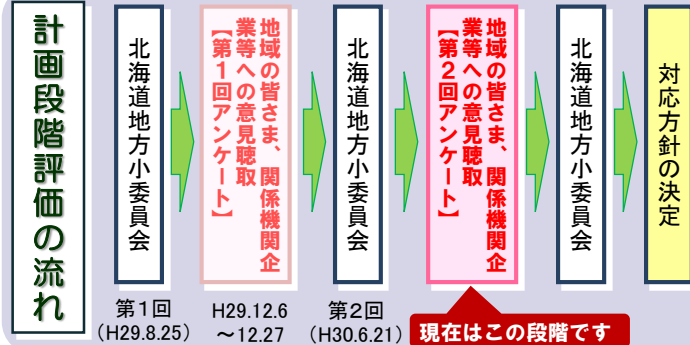 計画段階評価の流れ
北海道地方小委員会
地域の皆さま、関係機関企
業等への意見聴取
【第1回アンケート】
北海道地方小委員会
地域の皆さま、関係機関企
業等への意見聴取
【第2回アンケート】
北海道地方小委員会
対応方針の決定
第1回
(H29.8.25)
H29.12.6
～12.27
第2回
(H30.6.21)
現在はこの段階です